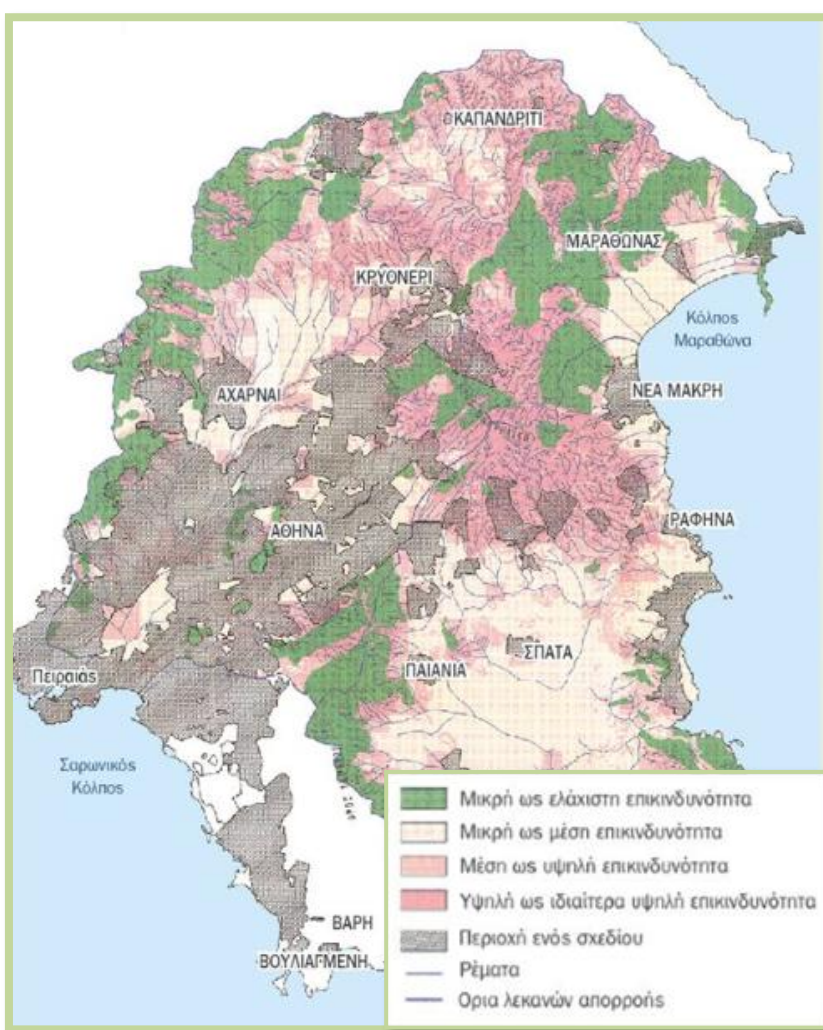 ΚΑΠΑΝΔΡΙΤΙ
ΜΑΡΑΘΩΝΑΣ
ΚΡΥΟΝΕΡΙ
Κόλπος
Μαραθώνα
ΑΧΑΡΝΑΙ
ΝΕΑ ΜΑΚΡΗ
ΑΘΗΝΑ
ΡΑΦΗΝΑ
ΣΠΑΤΑ
ΠΑΙΑΝΙΑ
Πειραιάς
Σαρωνικός
Κόλπος
ΒΑΡΗ
ΒΟΥΛΙΑΓΜΕΝΗ
Μικρή ως ελάχιστη επικινδυνότητα
Μικρή ως μέση επικινδυνότητα
Μέση ως υψηλή επικινδυνότητα
Υψηλή ως ιδιαίτερα υψηλή επικινδυνότητα
Περιοχή ενός σχεδίου
Ρέματα
Ορια λεκανών απορροής